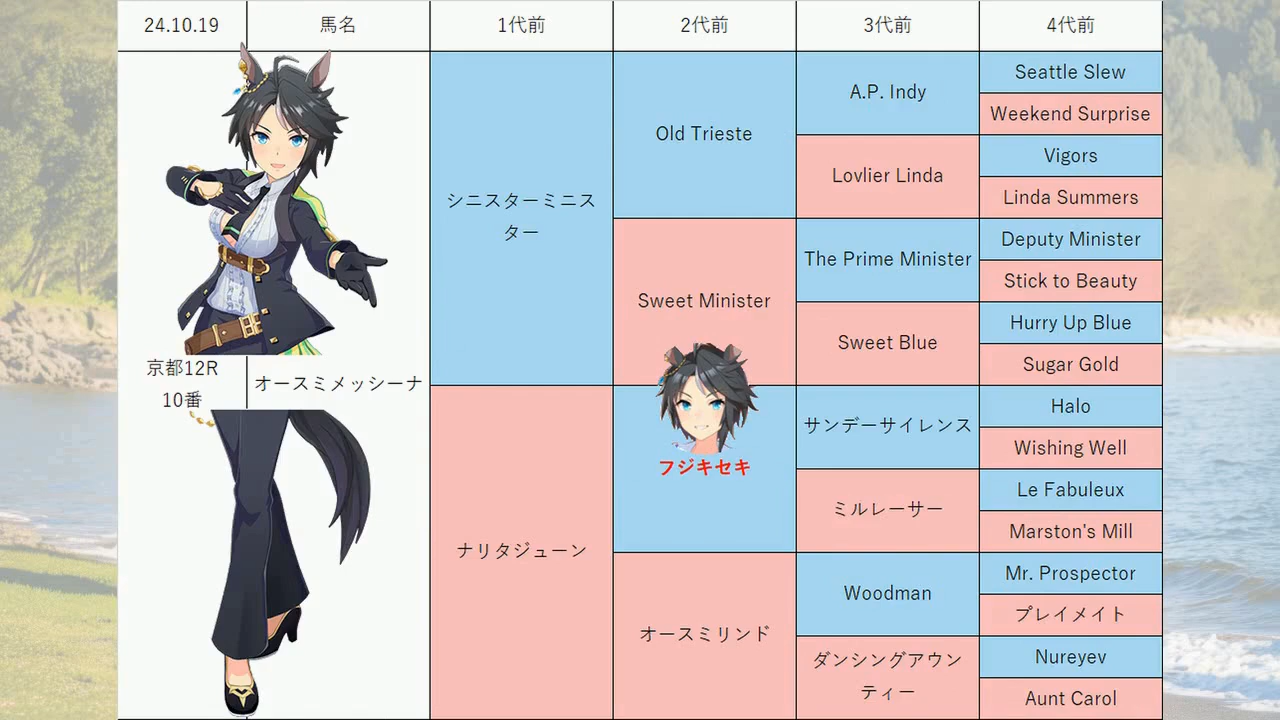 24.10.19
馬名
1代前
2代前
3代前
4代前
京都12R
10番
オースミメッシーナ
シニスターミニス
ター
ナリタジューン
Old Trieste
Sweet Minister
フジキセキ
オースミリンド
A.P. Indy
Lovlier Linda
The Prime Minister
Sweet Blue
サンデーサイレンス
ミルレーサー
Woodman
ダンシングアウン
ティー
Seattle Slew
Weekend Surprise
Vigors
Linda Summers
Deputy Minister
Stick to Beauty
Hurry Up Blue
Sugar Gold
Halo
Wishing Well
Le Fabuleux
Marston's Mill
Mr. Prospector
プレイメイト
Nureyev
Aunt Carol